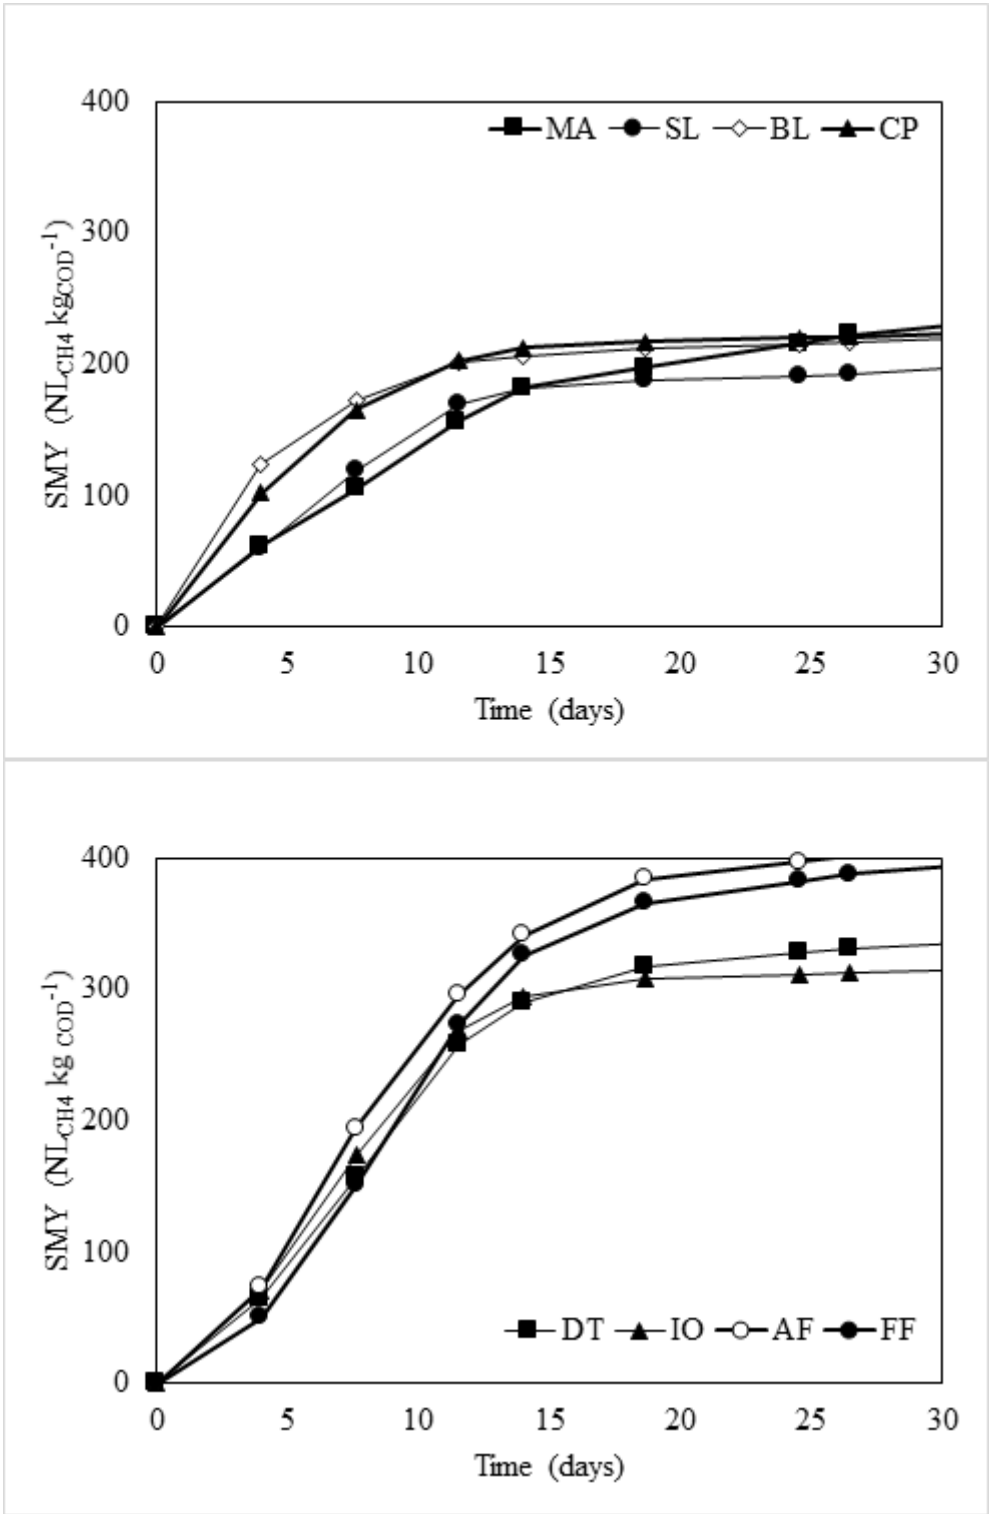 400
MA SL BL CP
300
200
100
0
SMY (NLCH4 kgCOD-1)
0 5 10 15 20 25 30
Time (days)
400
300
200
100
DT IO AF FF
0
SMY (NLCH4 kg COD-1)
0 5 10 15 20 25 30
Time (days)